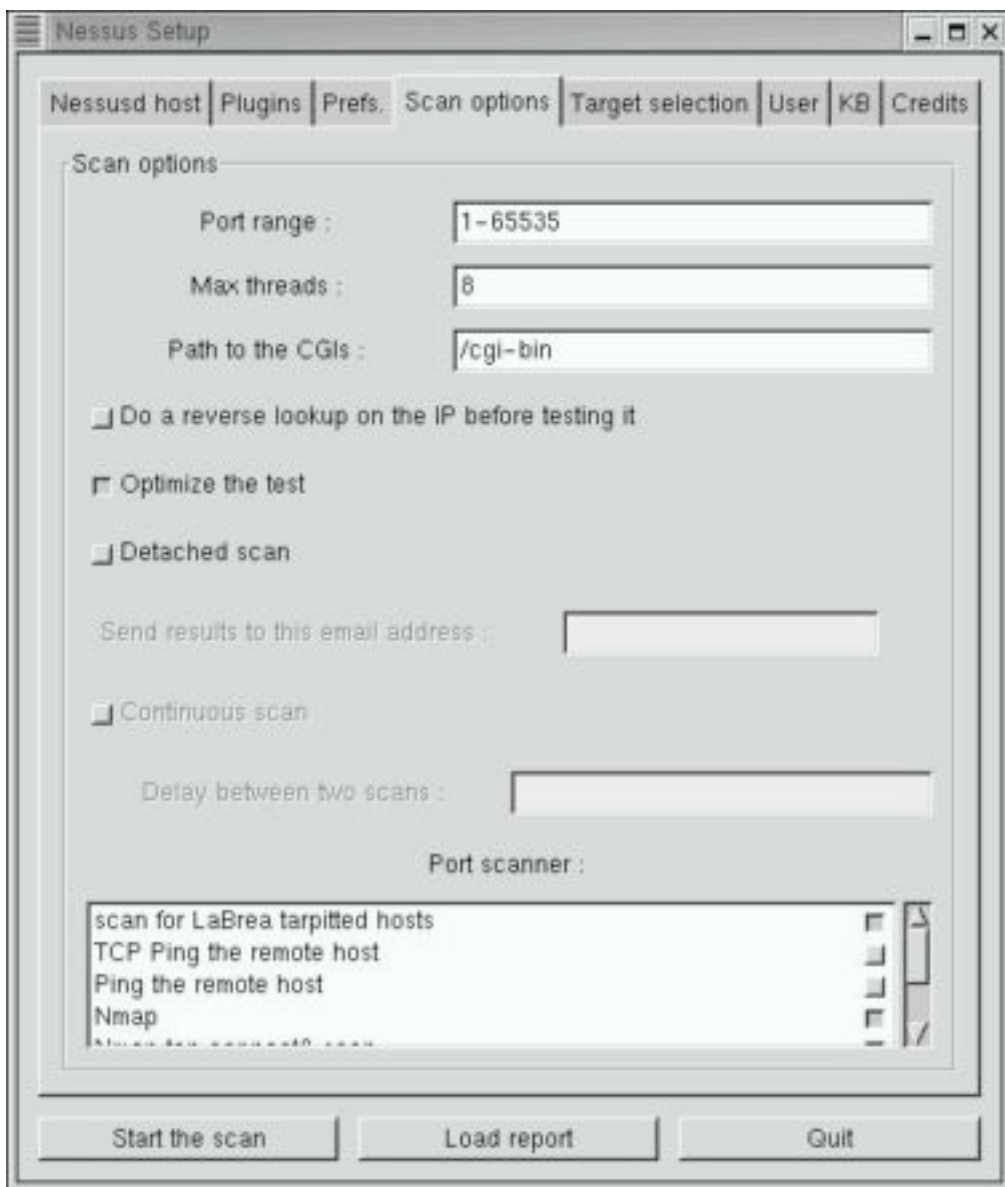 Nessus Setup
Nessusd host Plugins Prefs. Scan options Target selection User KB Credits
Scan options
Port range :
1-65535
Max threads :
8
Path to the CGIs :
/cgi-bin
Do a reverse lookup on the IP before testing it
Optimize the test
Detached scan
Send results to this email address :
Continuous scan
Delay between two scans :
Port scanner :
scan for LaBrea tarpitted hosts
TCP Ping the remote host
Ping the remote host
Nmap
Start the scan Load report Quit